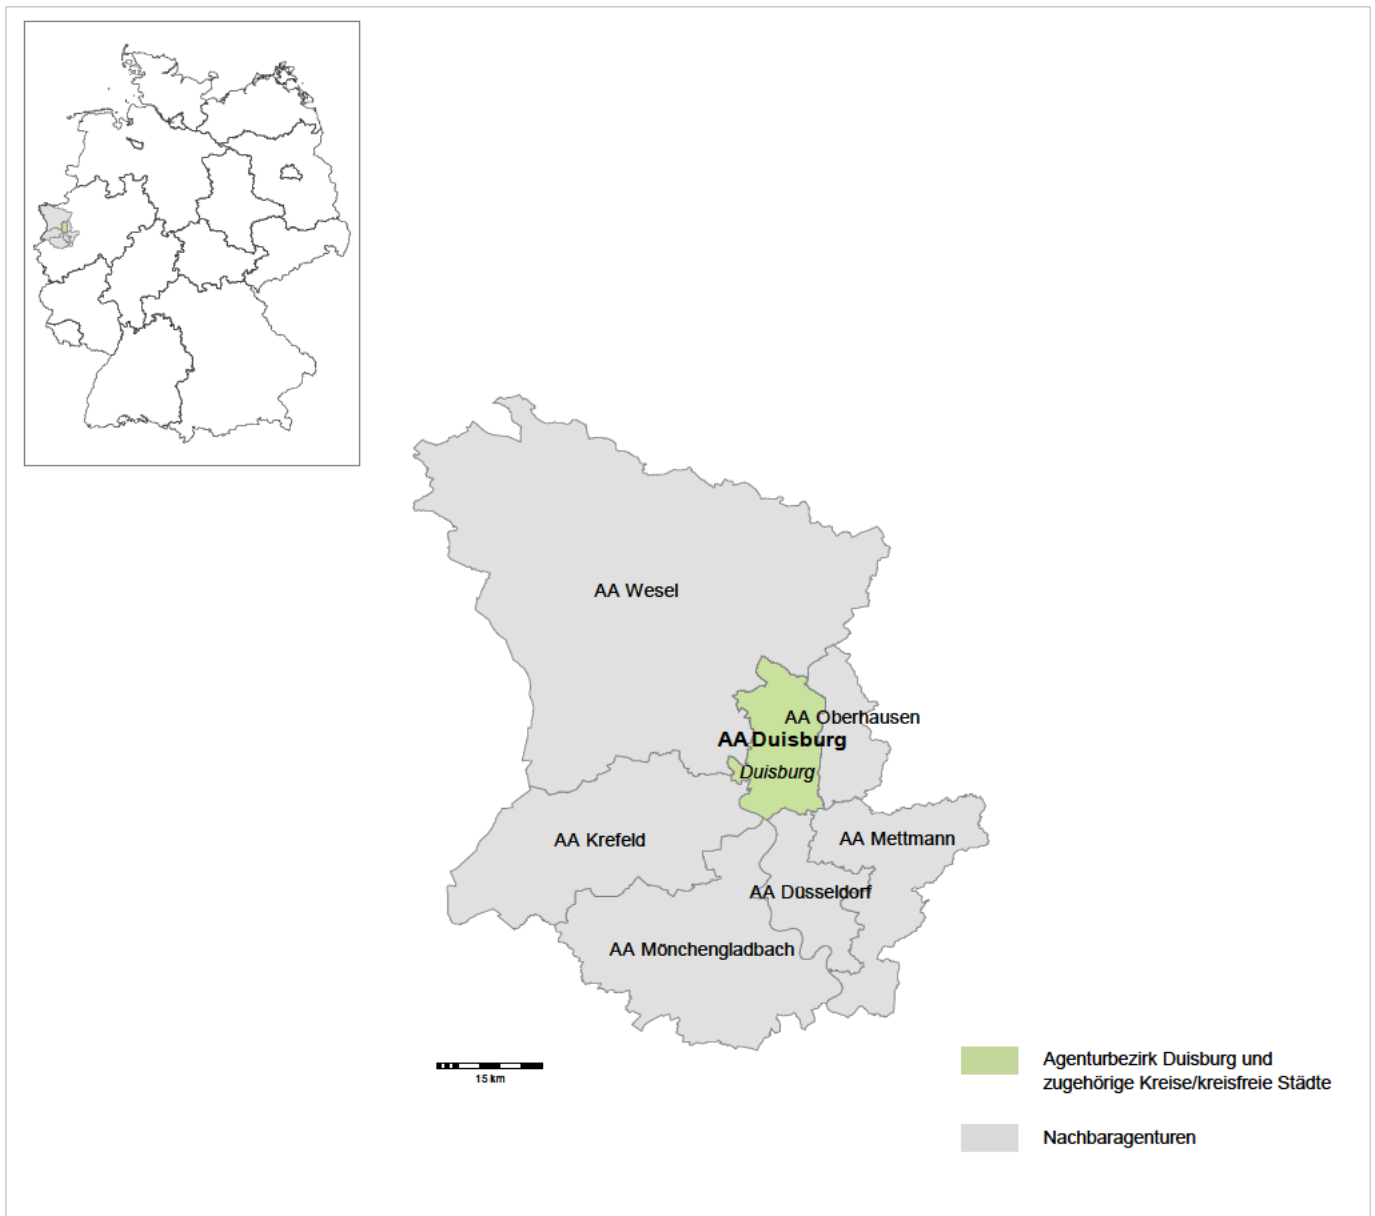 AA Wesel
AA Oberhausen
AA Duisburg
Duisburg
AA Krefeld
AA Mettmann
AA Düsseldorf
AA Mönchengladbach
15 km
Agenturbezirk Duisburg und
zugehörige Kreise/kreisfreie Städte
Nachbaragenturen